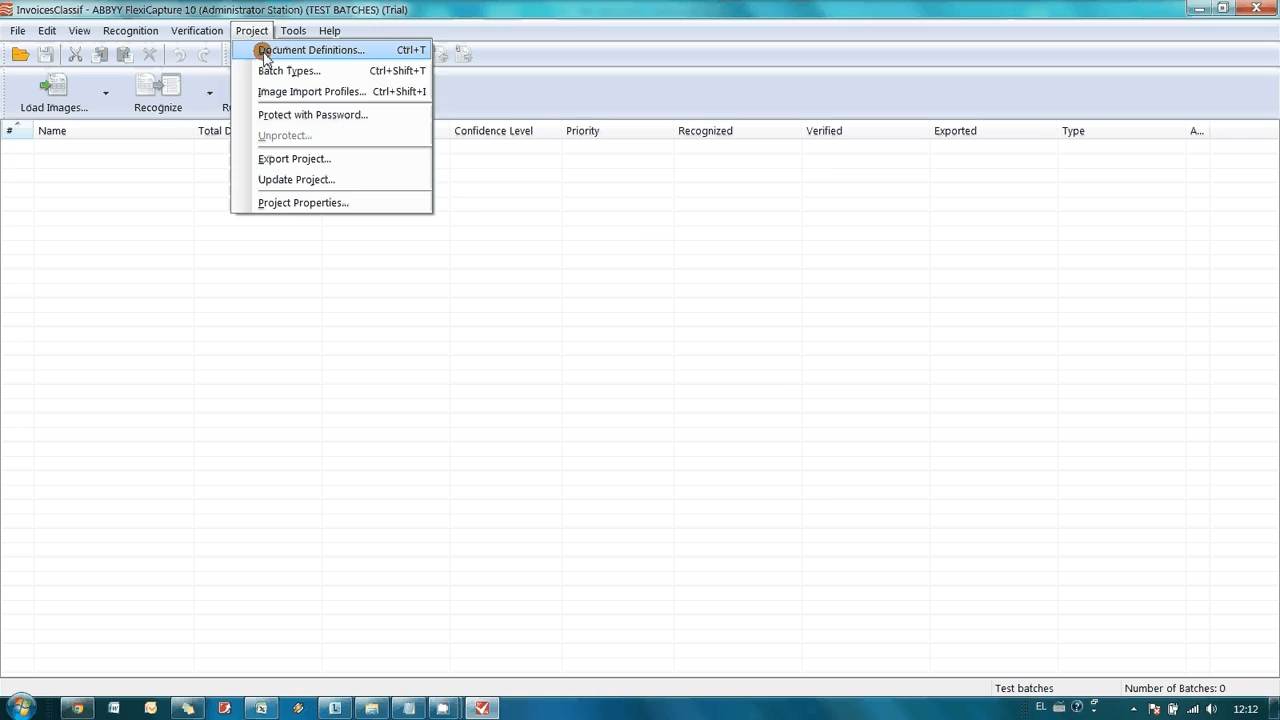 InvoicesClassif - ABBYY FlexiCapture 10 (Administrator Station) (TEST BATCHES) (Trial)
File Edit View Recognition Verification Project Tools Help
Document Definitions... Ctrl+T
Batch Types... Ctrl+Shift+T
Image Import Profiles... Ctrl+Shift+I
Protect with Password...
Unprotect...
Export Project...
Update Project...
Project Properties...
Load Images... Recognize
# Name Total D Confidence Level Priority Recognized Verified Exported Type A...
Test batches Number of Batches: 0
EL 12:12